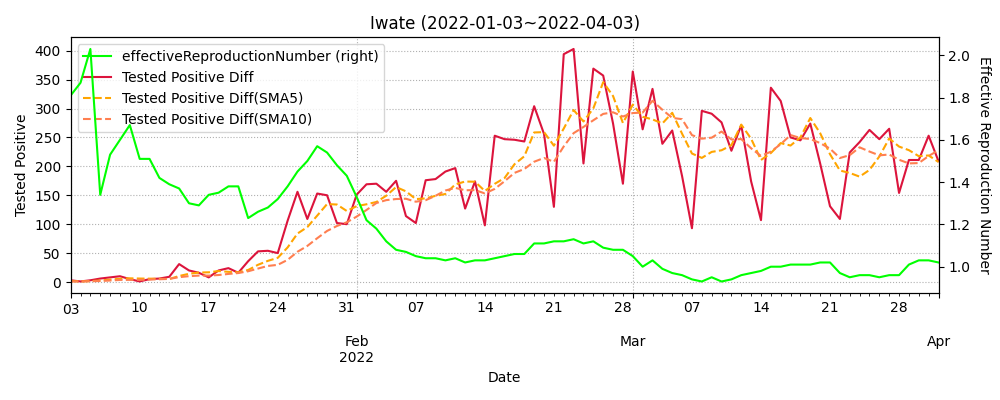 Iwate (2022-01-03~2022-04-03)
effectiveReproductionNumber (right)
Tested Positive Diff
Tested Positive Diff(SMA5)
Tested Positive Diff(SMA10)
Tested Positive
400
350
300
250
200
150
100
50
0
Effective Reproduction Number
2.0
1.8
1.6
1.4
1.2
1.0
03 10 17 24 31 07 14 21 28 07 14 21 28
Feb Mar Apr
2022
Date